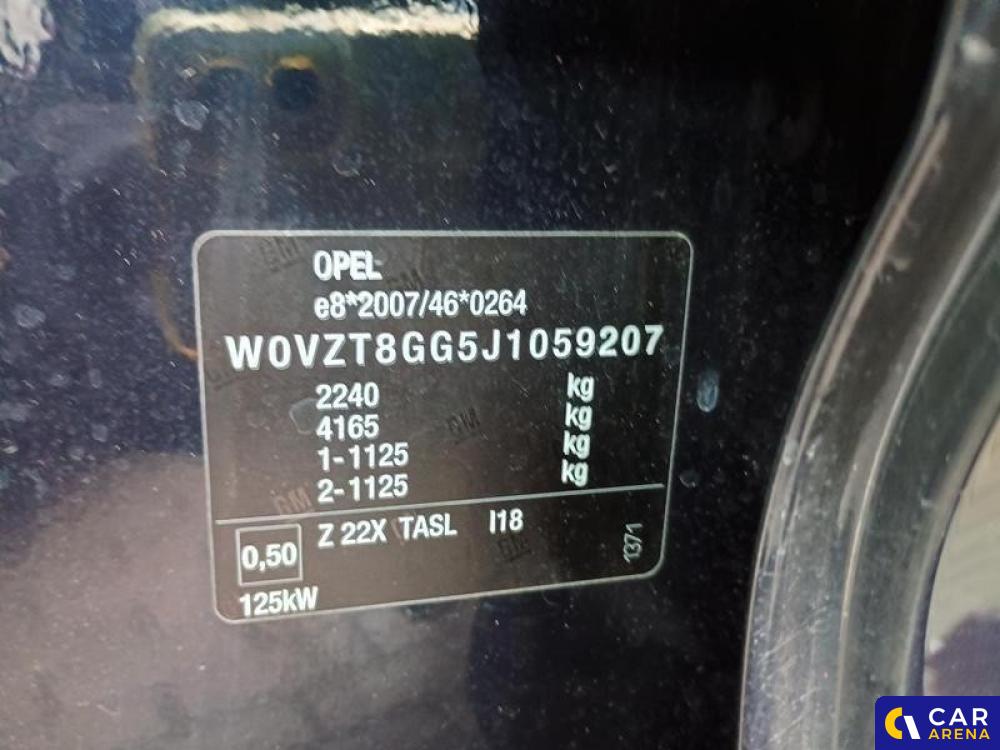 OPEL
e8*2007/46*0264
W0VZT8GG5J1059207
2240 kg
4165 kg
1-1125 kg
2-1125 kg
0,50 Z 22X TASL I18
1371
125kW
CAR
ARENA